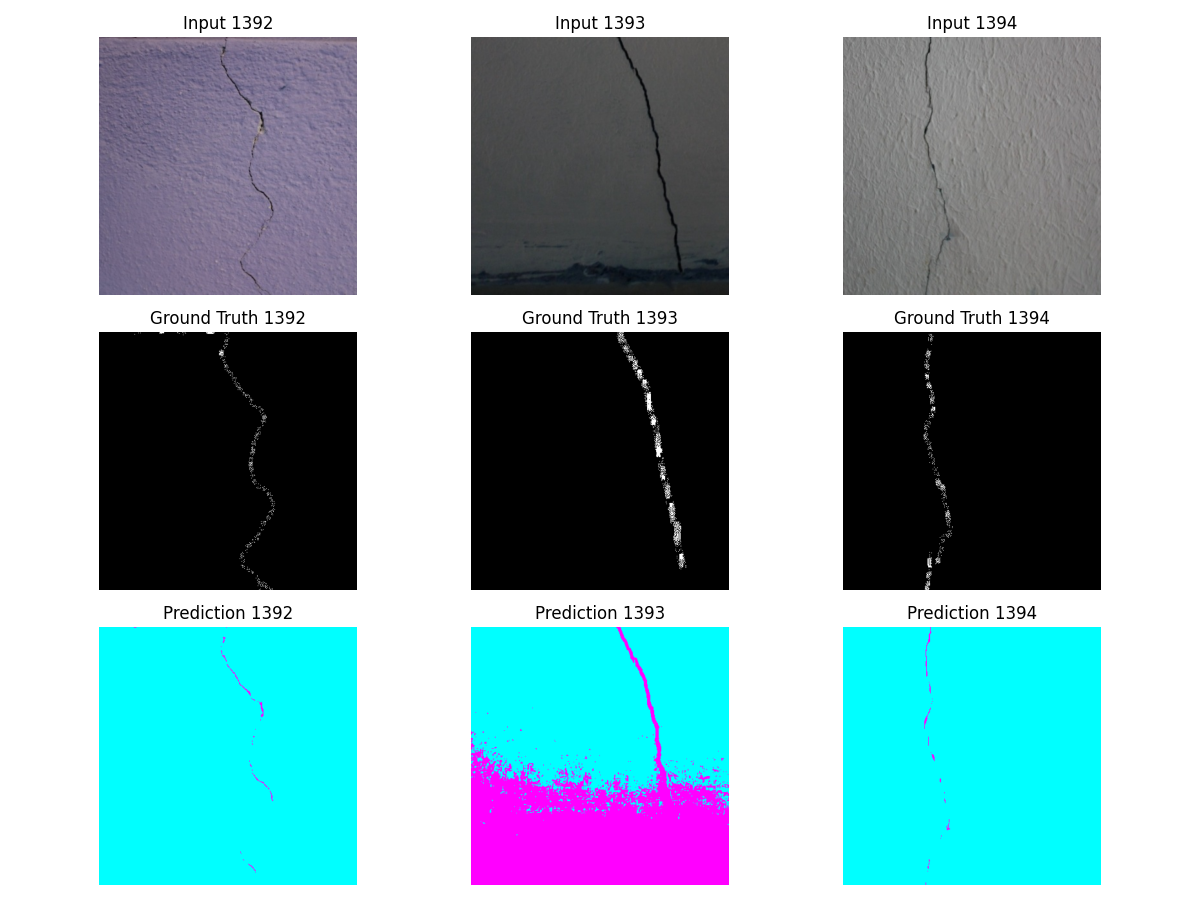 Input 1392
Input 1393
Input 1394
Ground Truth 1392
Ground Truth 1393
Ground Truth 1394
Prediction 1392
Prediction 1393
Prediction 1394